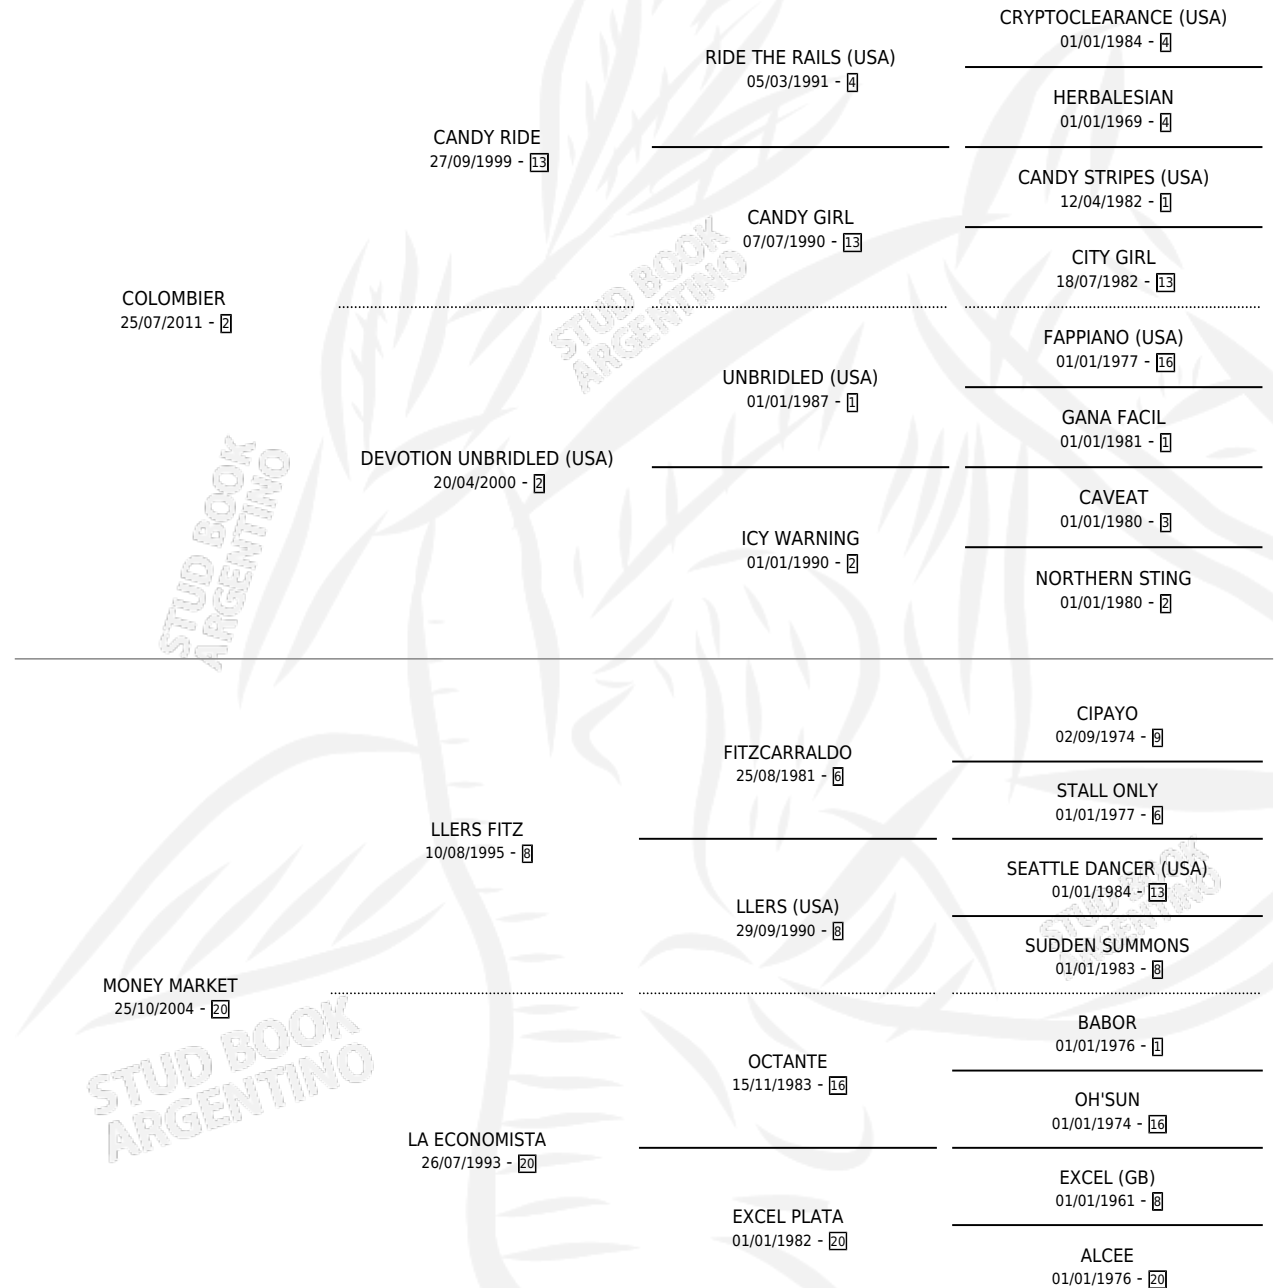 CRYPTOCLEARANCE (USA)
01/01/1984 - 4
RIDE THE RAILS (USA)
05/03/1991 - 4
HERBALESIAN
01/01/1969 - 4
CANDY RIDE
27/09/1999 - 13
CANDY STRIPES (USA)
12/04/1982 - 1
CANDY GIRL
07/07/1990 - 13
CITY GIRL
18/07/1982 - 13
COLOMBIER
25/07/2011 - 2
FAPPIANO (USA)
01/01/1977 - 16
UNBRIDLED (USA)
01/01/1987 - 1
GANA FACIL
01/01/1981 - 1
DEVOTION UNBRIDLED (USA)
20/04/2000 - 2
CAVEAT
01/01/1980 - 3
ICY WARNING
01/01/1990 - 2
NORTHERN STING
01/01/1980 - 2
CIPAYO
02/09/1974 - 9
FITZCARRALDO
25/08/1981 - 6
STALL ONLY
01/01/1977 - 6
LLERS FITZ
10/08/1995 - 8
SEATTLE DANCER (USA)
01/01/1984 - 13
LLERS (USA)
29/09/1990 - 8
SUDDEN SUMMONS
01/01/1983 - 8
MONEY MARKET
25/10/2004 - 20
BABOR
01/01/1976 - 1
OCTANTE
15/11/1983 - 16
OH'SUN
01/01/1974 - 16
LA ECONOMISTA
26/07/1993 - 20
EXCEL (GB)
01/01/1961 - 8
EXCEL PLATA
01/01/1982 - 20
ALCEE
01/01/1976 - 20
STUD BOOK
ARGENTINO
STUD BOOK
ARGENTINO
STUD BOOK
ARGENTINO
STUD BOOK
ARGENTINO